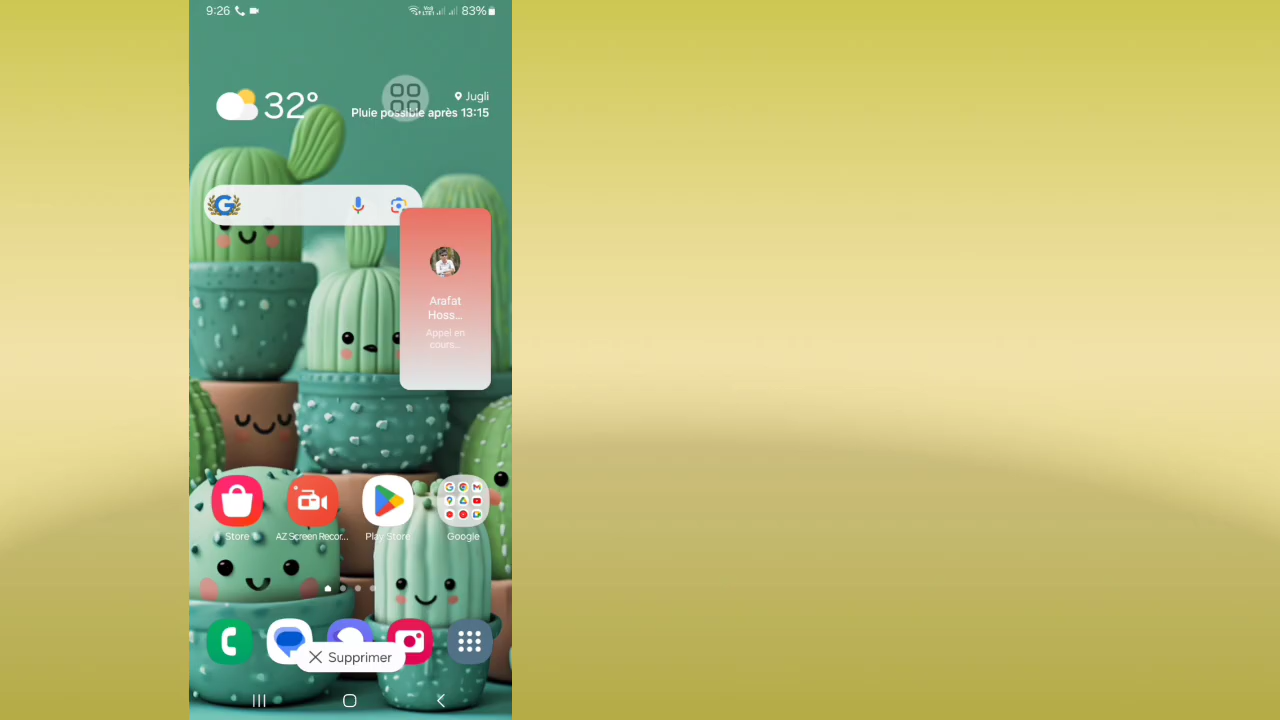 9:26
83%
32°
Jugli
Pluie possible après 13:15
G
Arafat
Hoss...
Appel en
cours...
Store
AZ Screen Recor...
Play Store
Google
Supprimer